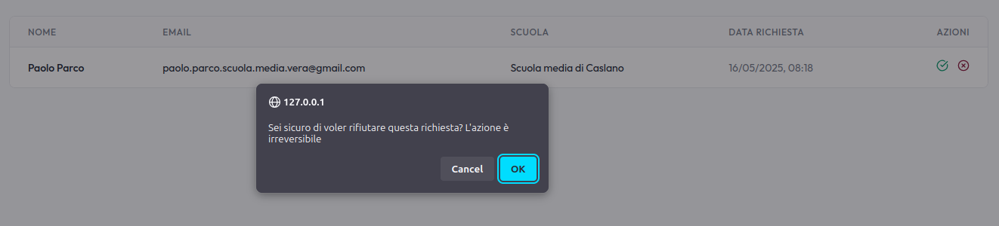 NOME EMAIL SCUOLA DATA RICHIESTA AZIONI
Paolo Parco paolo.parco.scuola.media.vera@gmail.com Scuola media di Caslano 16/05/2025, 08:18
127.0.0.1
Sei sicuro di voler rifiutare questa richiesta? L'azione è
irreversibile
Cancel OK